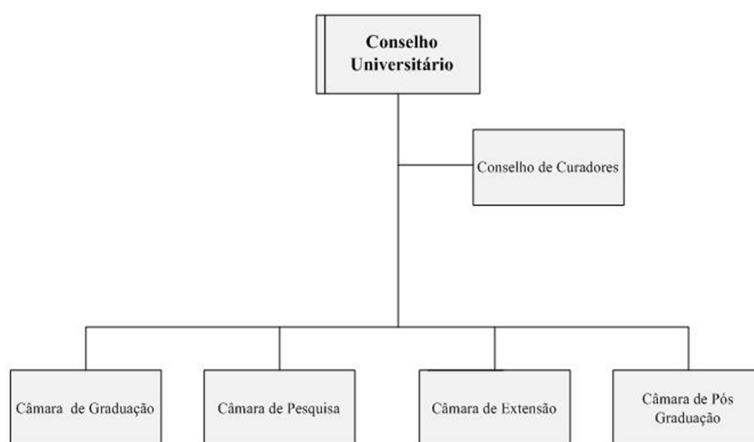 Conselho
Universitário
Conselho de Curadores
Câmara de Graduação
Câmara de Pesquisa
Câmara de Extensão
Câmara de Pós
Graduação